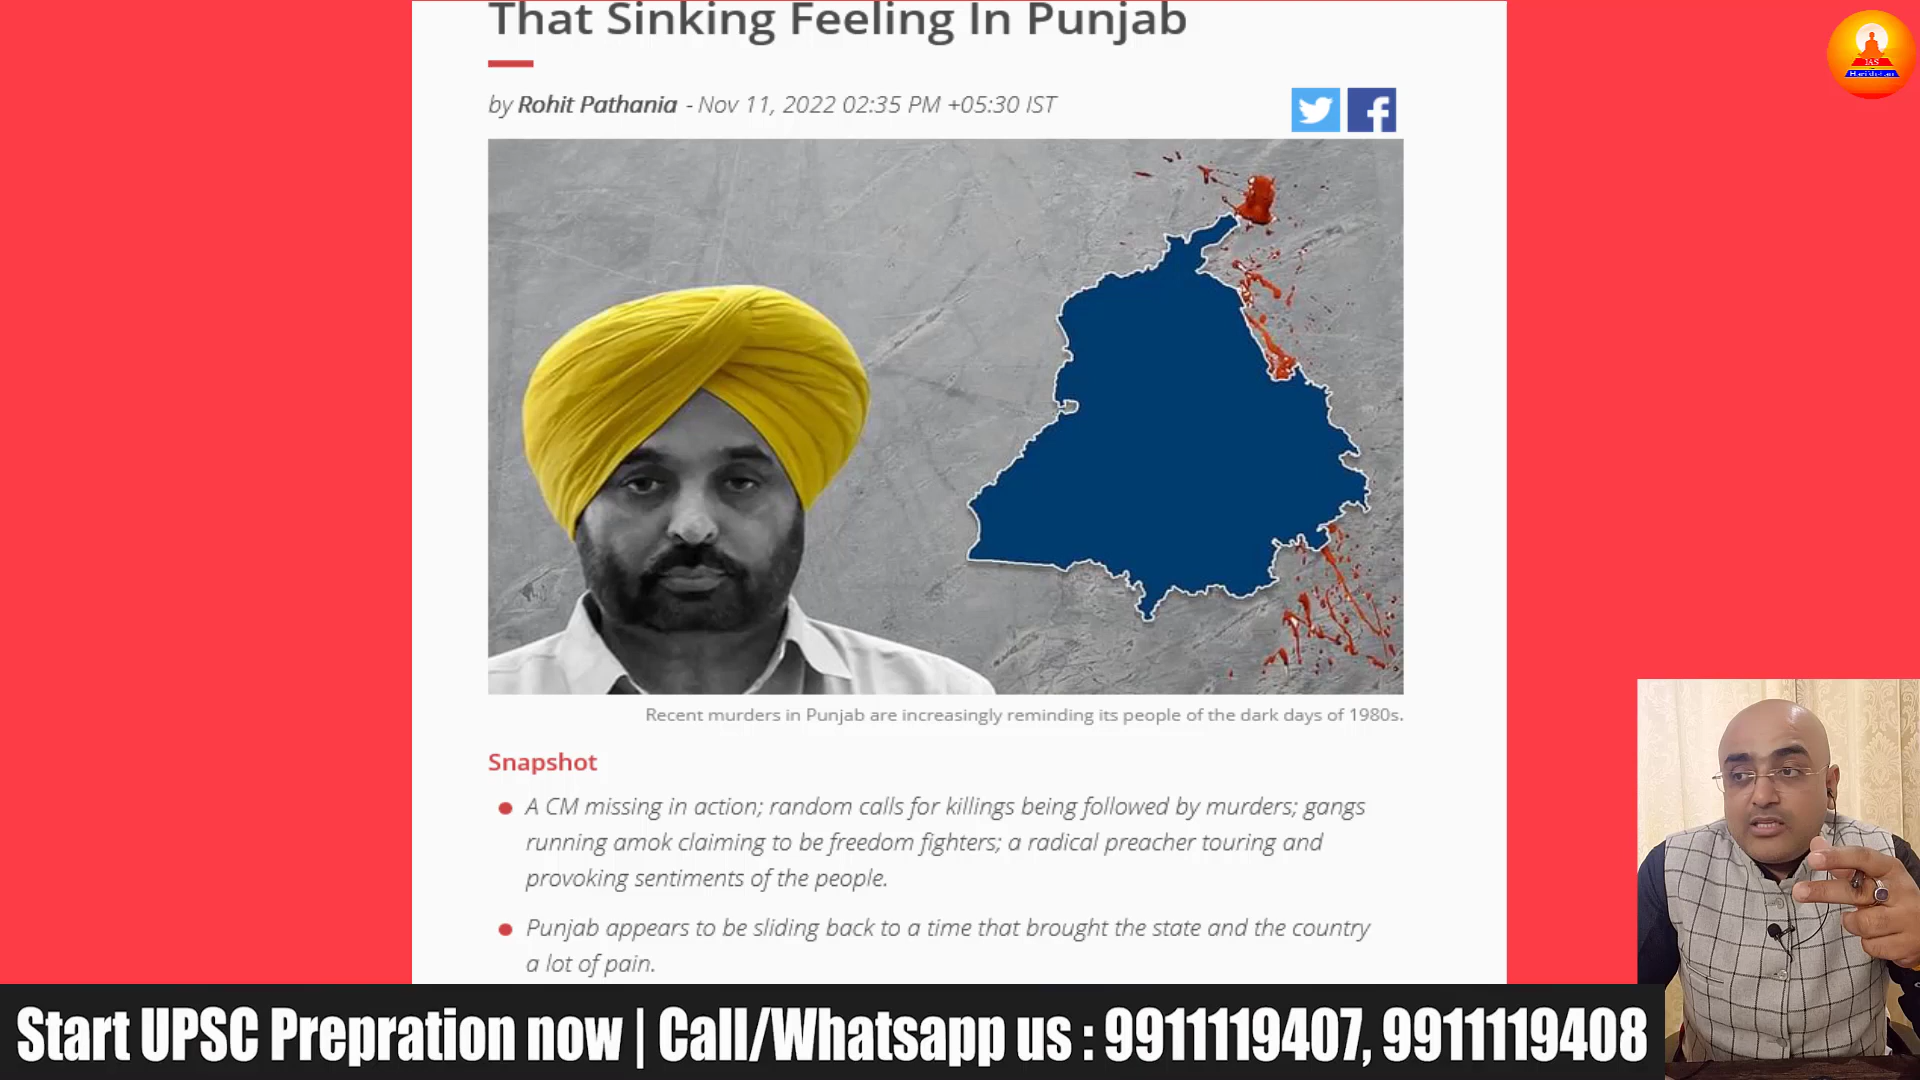 That Sinking Feeling In Punjab
by Rohit Pathania - Nov 11, 2022 02:35 PM +05:30 IST
Recent murders in Punjab are increasingly reminding its people of the dark days of 1980s.
Snapshot
A CM missing in action; random calls for killings being followed by murders; gangs
running amok claiming to be freedom fighters; a radical preacher touring and
provoking sentiments of the people.
Punjab appears to be sliding back to a time that brought the state and the country
a lot of pain.
Start UPSC Prepration now | Call/Whatsapp us : 9911119407, 9911119408
IAS